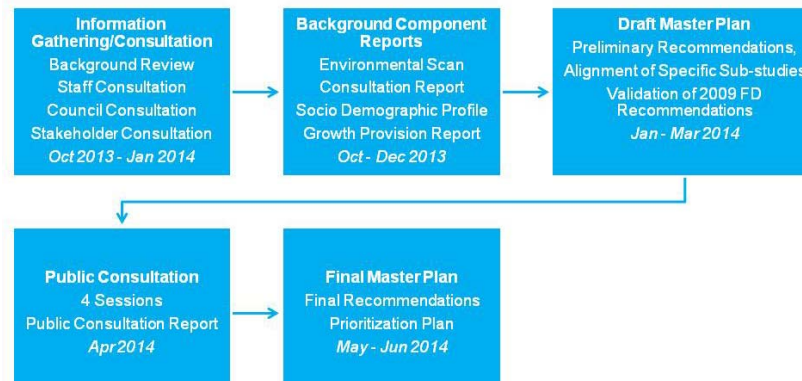 Information
Gathering/Consultation
Background Review
Staff Consultation
Council Consultation
Stakeholder Consultation
Oct 2013 - Jan 2014
Background Component
Reports
Environmental Scan
Consultation Report
Socio Demographic Profile
Growth Provision Report
Oct - Dec 2013
Draft Master Plan
Preliminary Recommendations,
Alignment of Specific Sub-studies
Validation of 2009 FD
Recommendations
Jan - Mar 2014
Public Consultation
4 Sessions
Public Consultation Report
Apr 2014
Final Master Plan
Final Recommendations
Prioritization Plan
May - Jun 2014